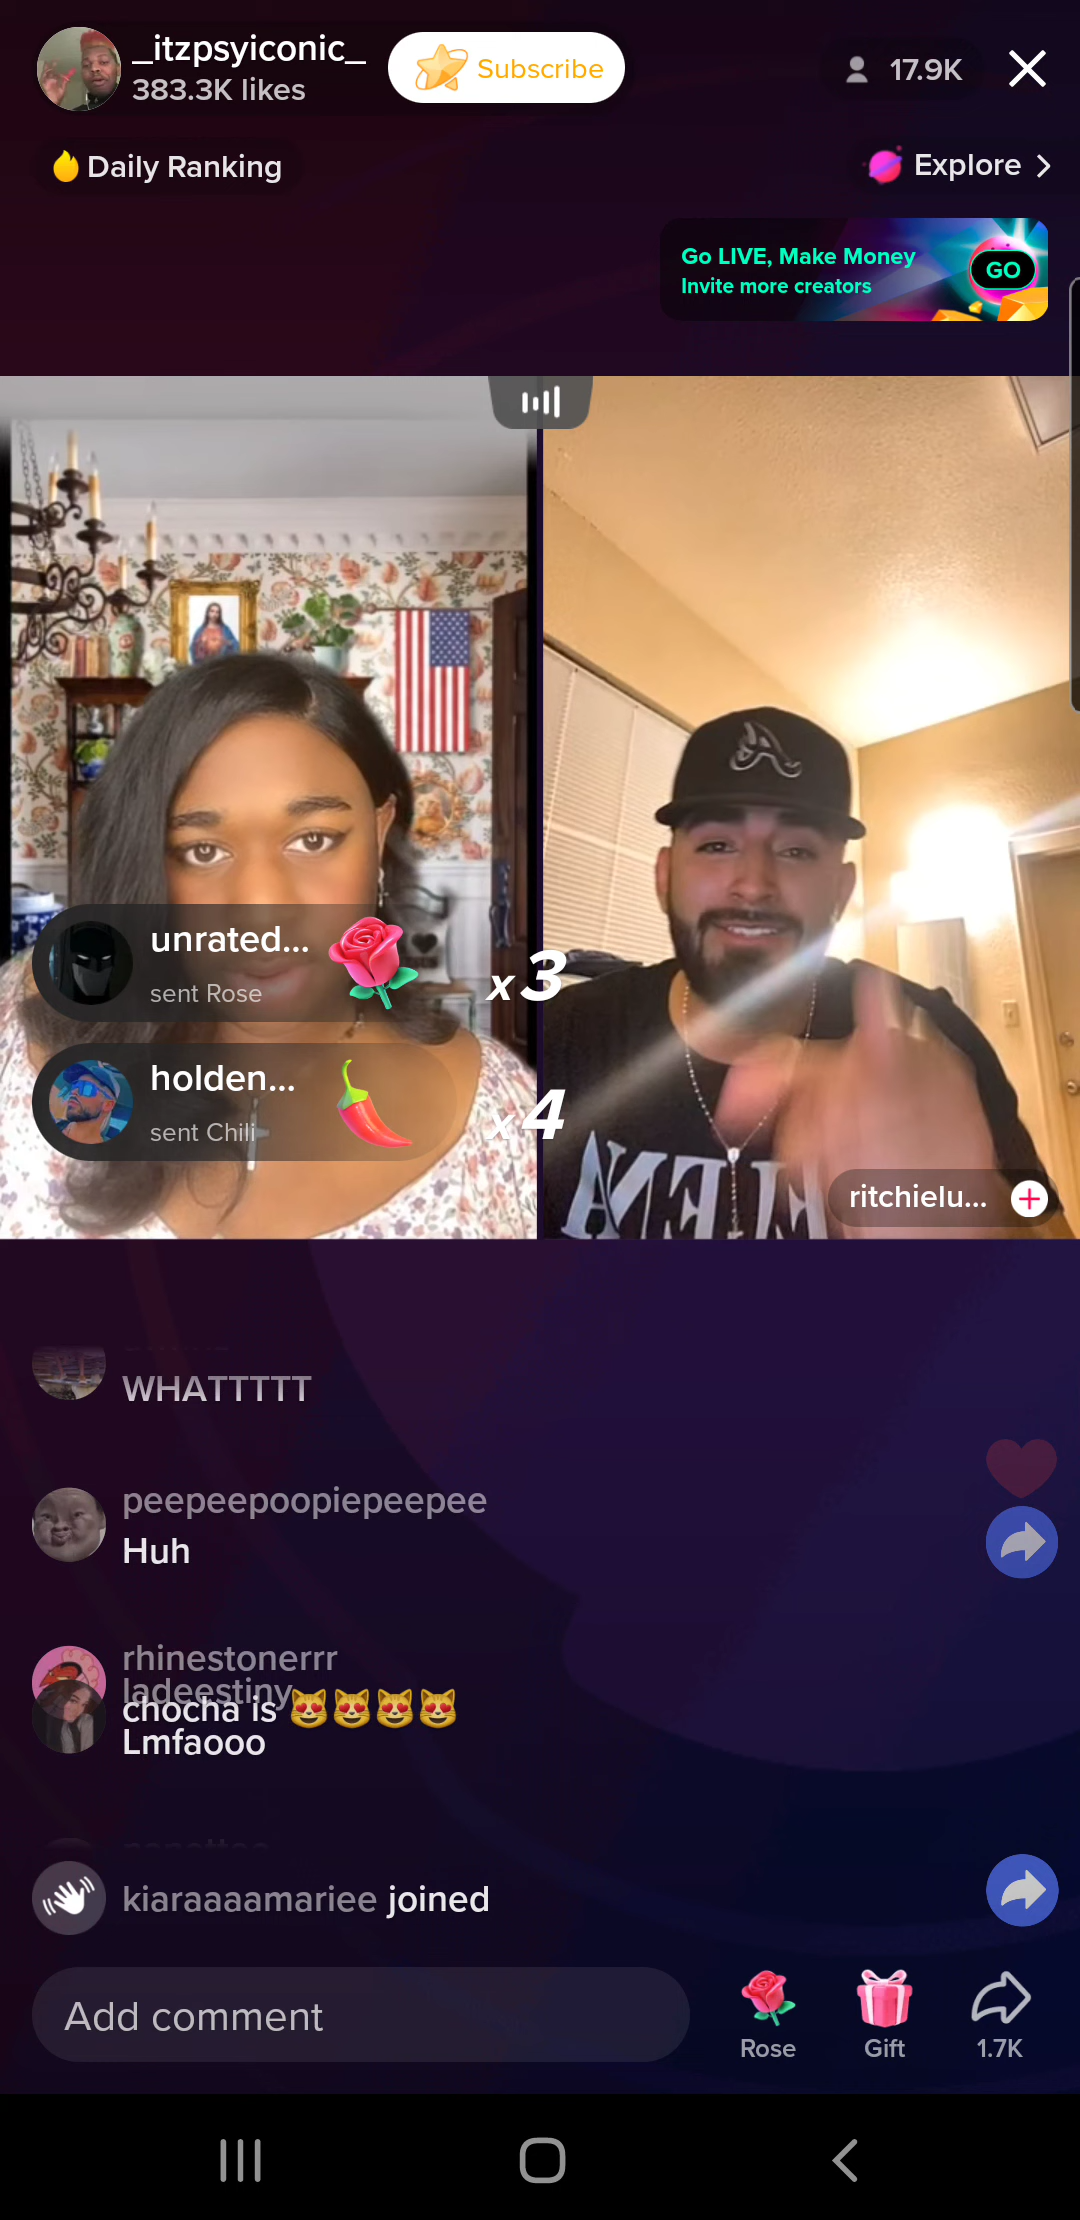 _itzpsyiconic_
383.3K likes
Subscribe
17.9K
Daily Ranking
Explore
Go LIVE, Make Money
Invite more creators
GO
unrated...
sent Rose
x3
holden...
sent Chili
x4
ritchielu...
WHATTTTT
peepeepoopiepeepee
Huh
rhinestonerrr
ladeestiny
chocha is 😻😻😻😻
Lmfaooo
kiaraaaamariee joined
Add comment
Rose
Gift
1.7K